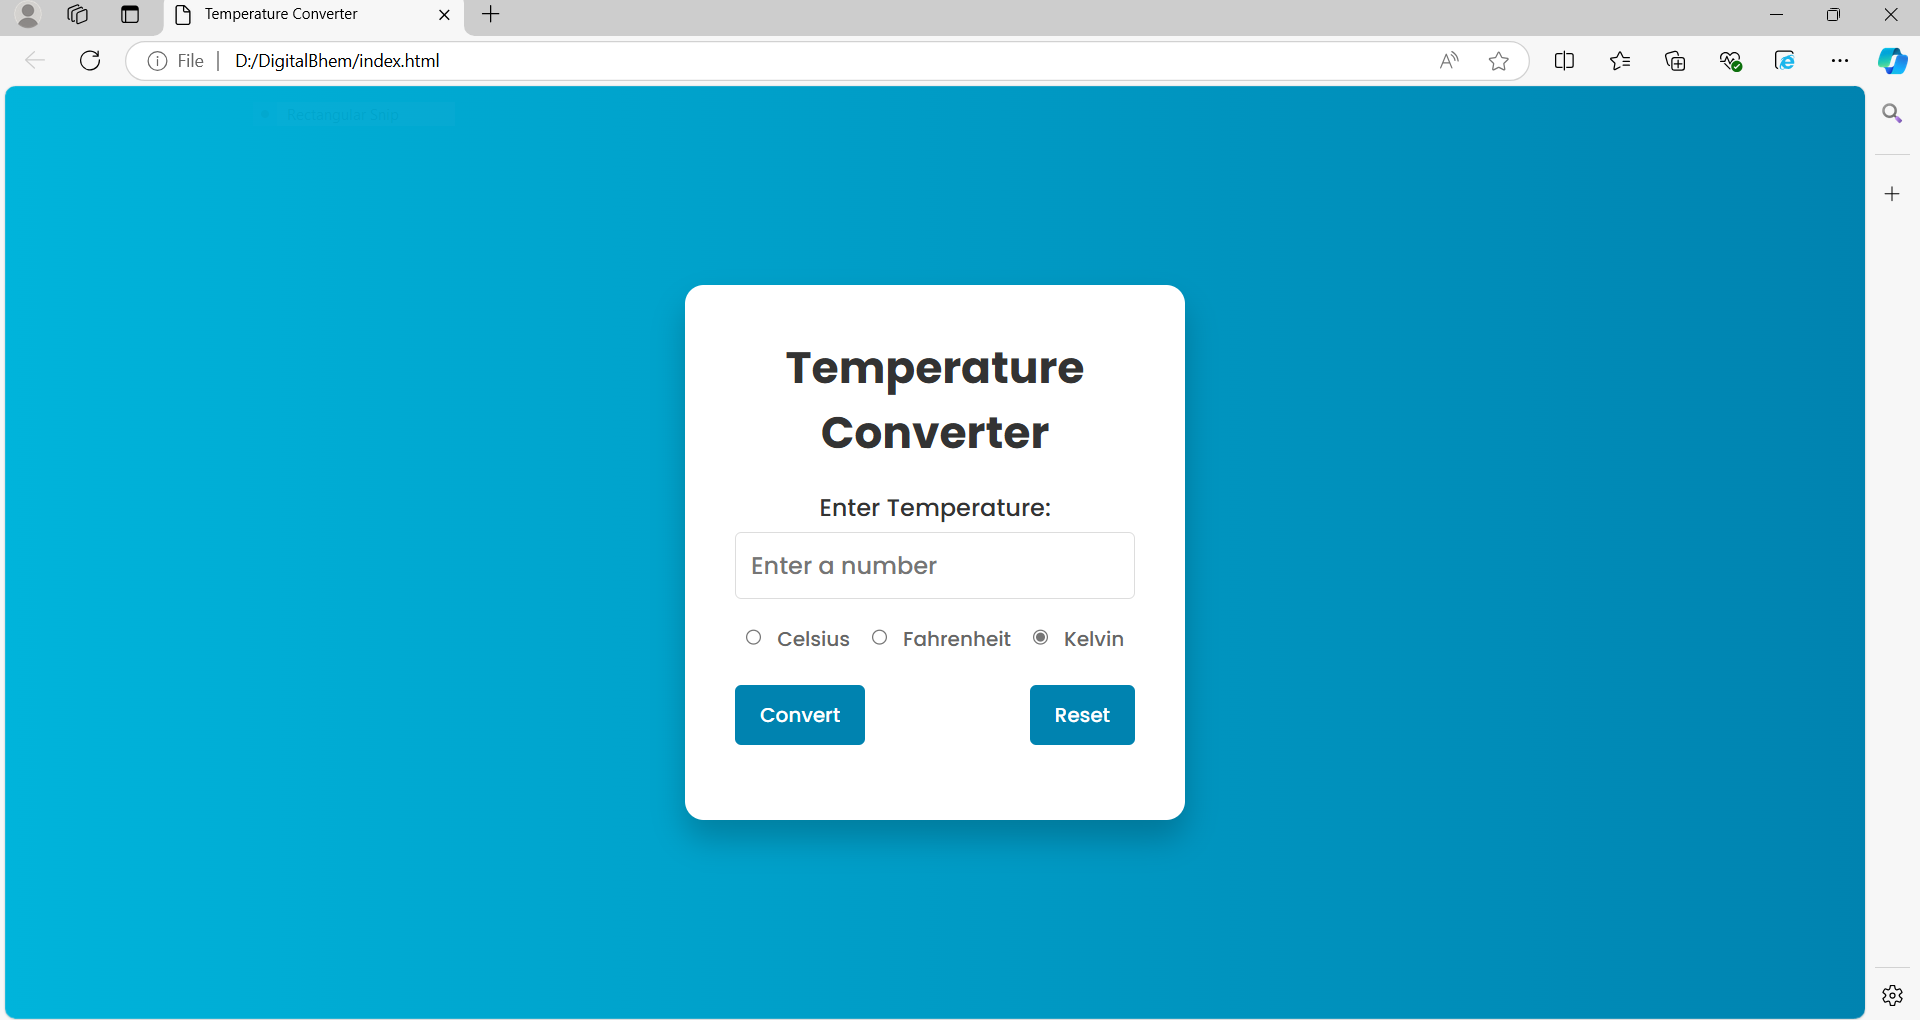 Temperature Converter
File
D:/DigitalBhem/index.html
Rectangular Snip
Temperature
Converter
Enter Temperature:
Enter a number
Celsius Fahrenheit Kelvin
Convert Reset